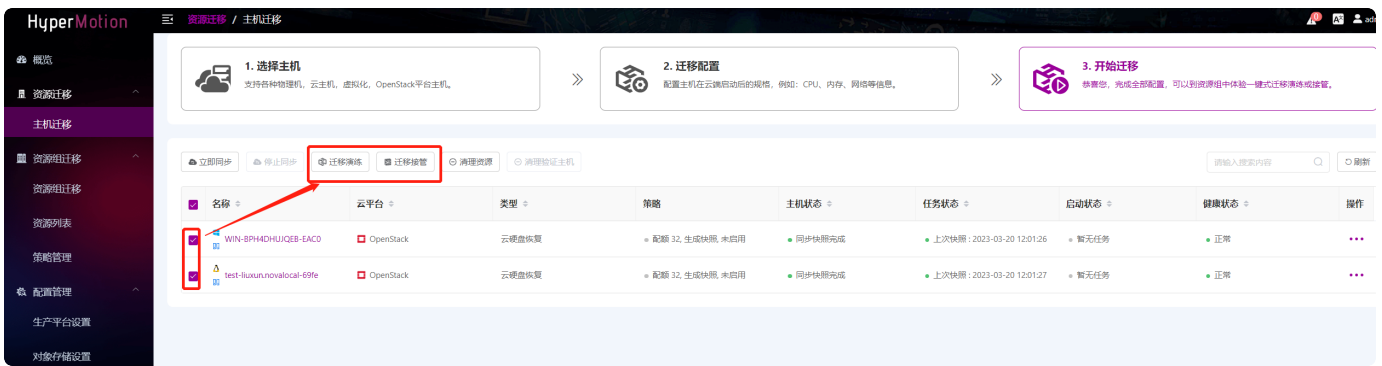 HyperMotion
资源迁移 / 主机迁移
概览
资源迁移
主机迁移
资源组迁移
资源组迁移
资源列表
策略管理
配置管理
生产平台设置
对象存储设置
1. 选择主机
支持各种物理机，云主机，虚拟化，OpenStack平台主机。
2. 迁移配置
配置主机在云端启动后的规格，例如：CPU、内存、网络等信息。
3. 开始迁移
恭喜您，完成全部配置，可以到资源组中体验一键式迁移演练或接管。
立即同步 停止同步 迁移演练 迁移接管 清理资源 清理验证主机 请输入搜索内容 刷新
名称 云平台 类型 策略 主机状态 任务状态 启动状态 健康状态 操作
WIN-BPH4DHUJQEB-EAC0 OpenStack 云硬盘恢复 配额 32, 生成快照, 未启用 同步快照完成 上次快照 : 2023-03-20 12:01:26 暂无任务 正常
test-liuxun.novalocal-69fe OpenStack 云硬盘恢复 配额 32, 生成快照, 未启用 同步快照完成 上次快照 : 2023-03-20 12:01:27 暂无任务 正常